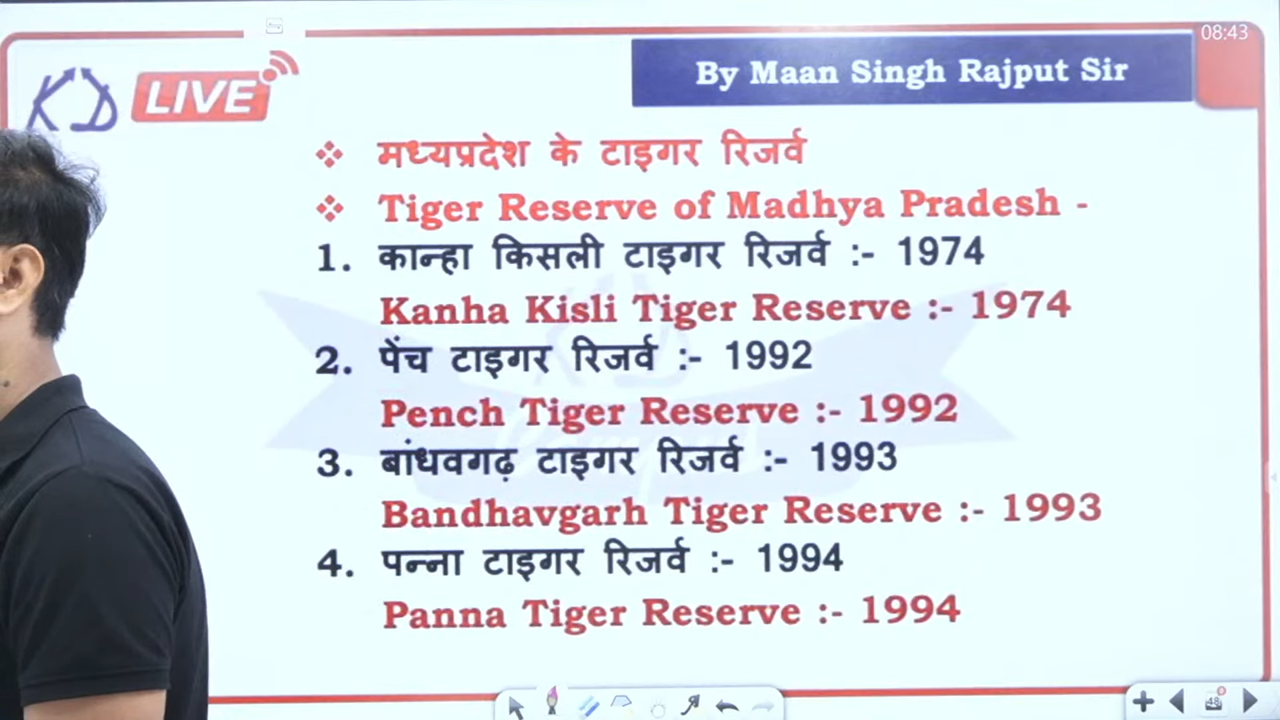 08:43
KD LIVE
By Maan Singh Rajput Sir
❖ मध्यप्रदेश के टाइगर रिजर्व
❖ Tiger Reserve of Madhya Pradesh -
1. कान्हा किसली टाइगर रिजर्व :- 1974
Kanha Kisli Tiger Reserve :- 1974
2. पेंच टाइगर रिजर्व :- 1992
Pench Tiger Reserve :- 1992
3. बांधवगढ़ टाइगर रिजर्व :- 1993
Bandhavgarh Tiger Reserve :- 1993
4. पन्ना टाइगर रिजर्व :- 1994
Panna Tiger Reserve :- 1994
48